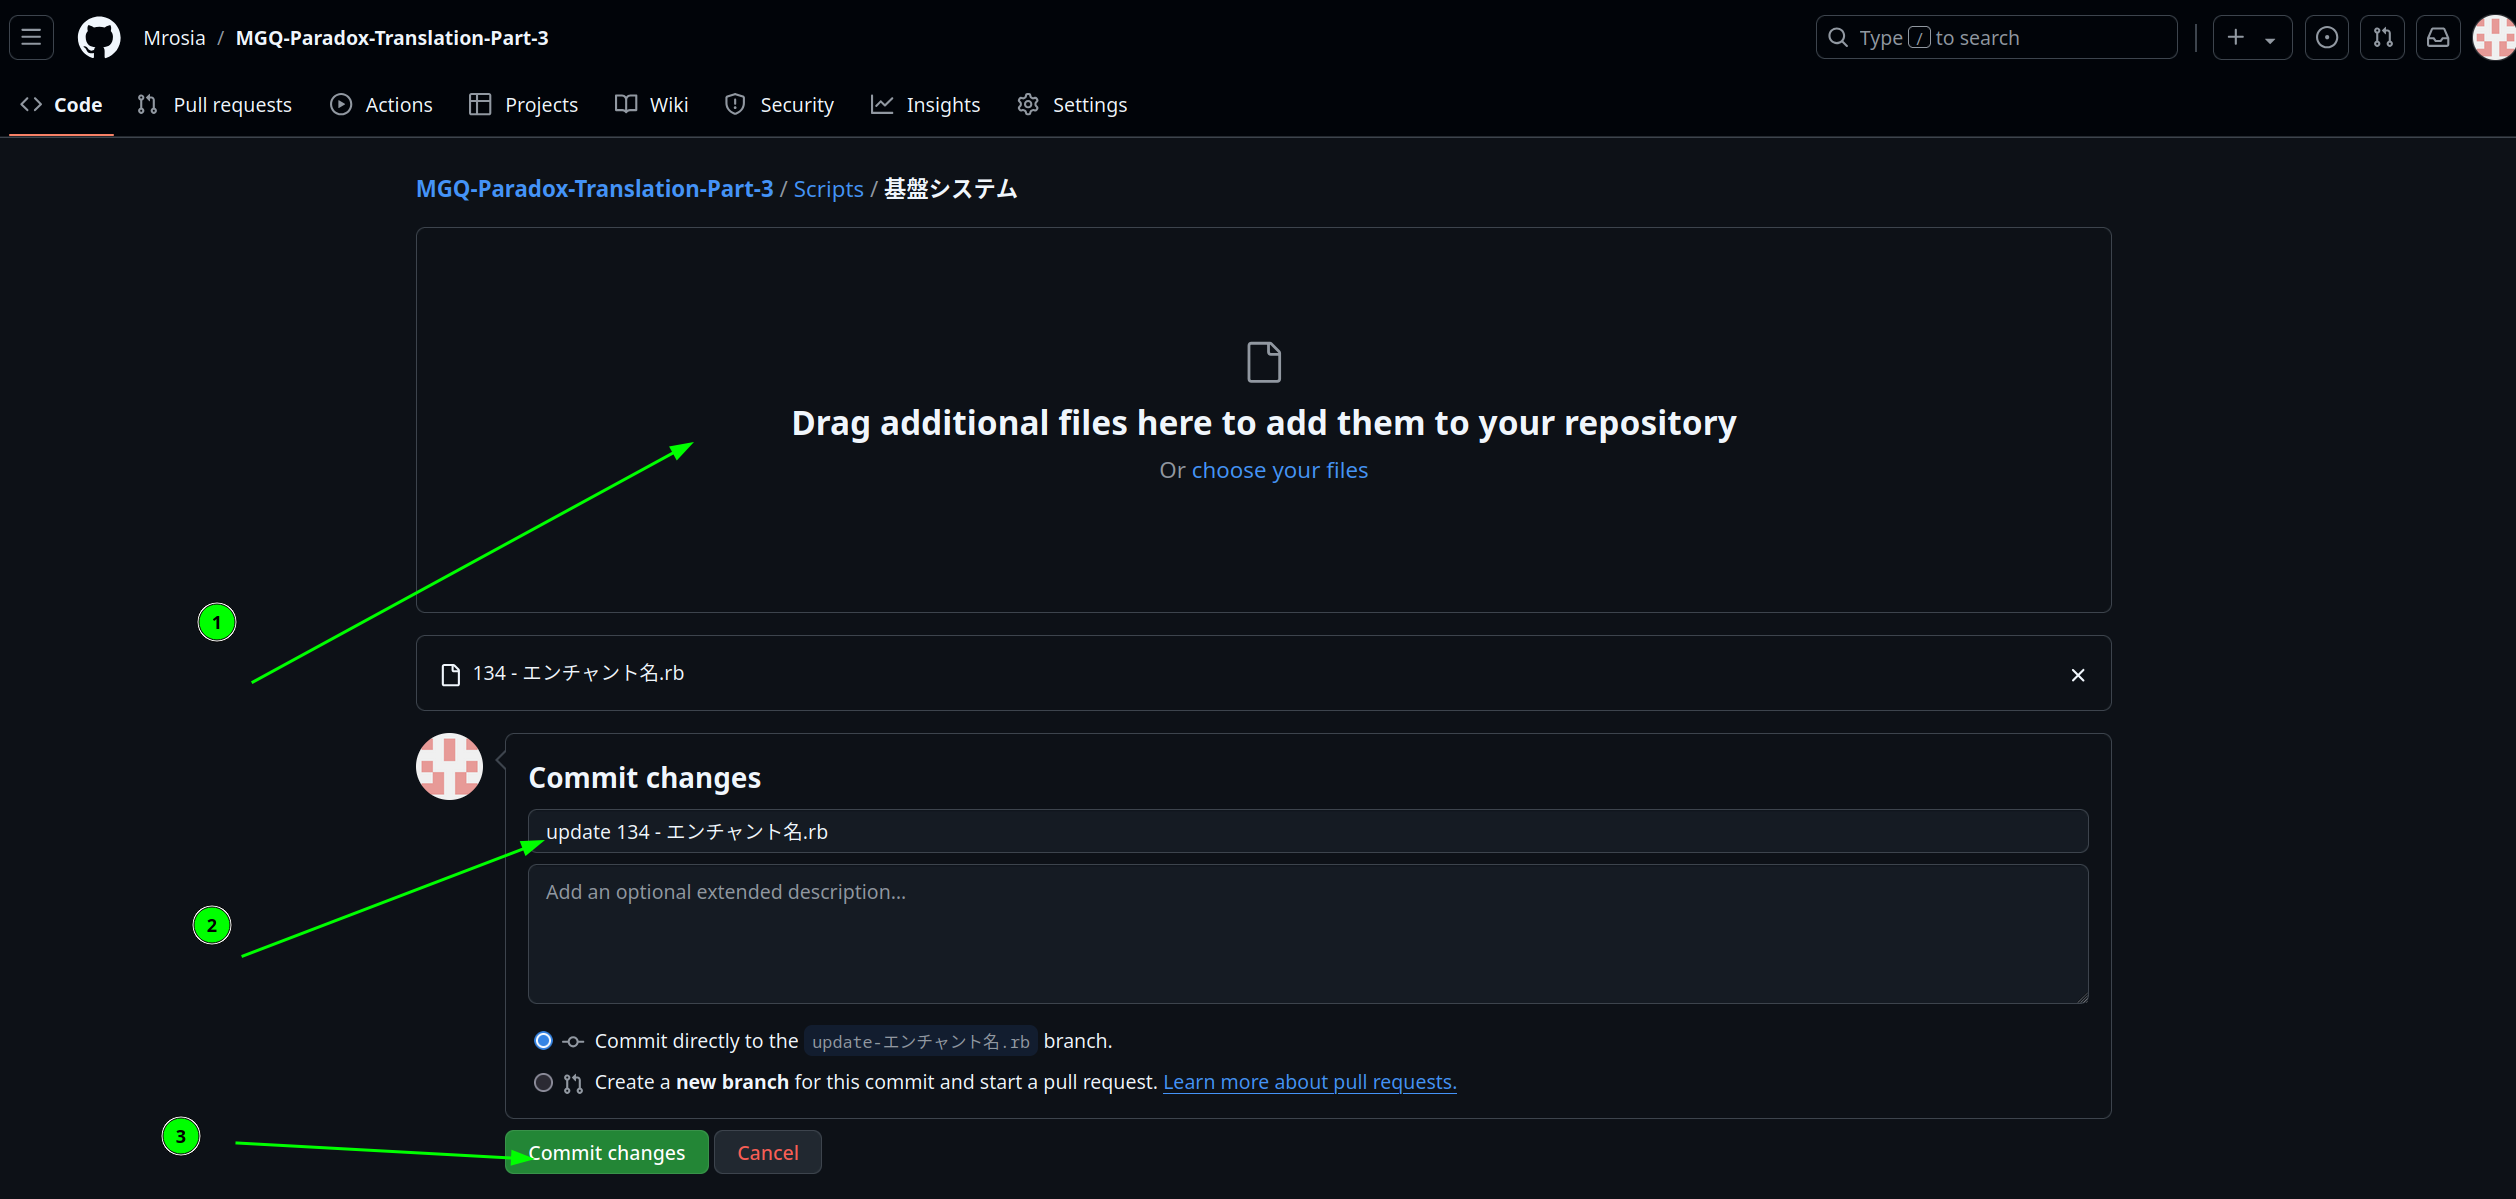 Mrosia / MGQ-Paradox-Translation-Part-3
Type / to search
Code Pull requests Actions Projects Wiki Security Insights Settings
MGQ-Paradox-Translation-Part-3 / Scripts / 基盤システム
Drag additional files here to add them to your repository
Or choose your files
1
134 - エンチャント名.rb
Commit changes
update 134 - エンチャント名.rb
Add an optional extended description...
2
Commit directly to the update-エンチャント名.rb branch.
Create a new branch for this commit and start a pull request. Learn more about pull requests.
3
Commit changes Cancel